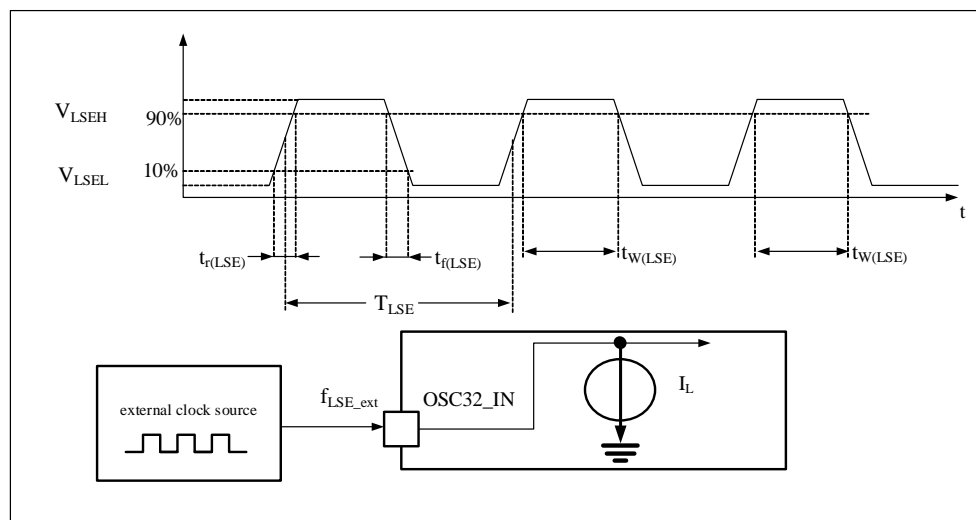 V_LSEH
90%
10%
V_LSEL
t
t_r(LSE)
t_f(LSE)
t_W(LSE)
t_W(LSE)
T_LSE
external clock source
f_LSE_ext
OSC32_IN
I_L